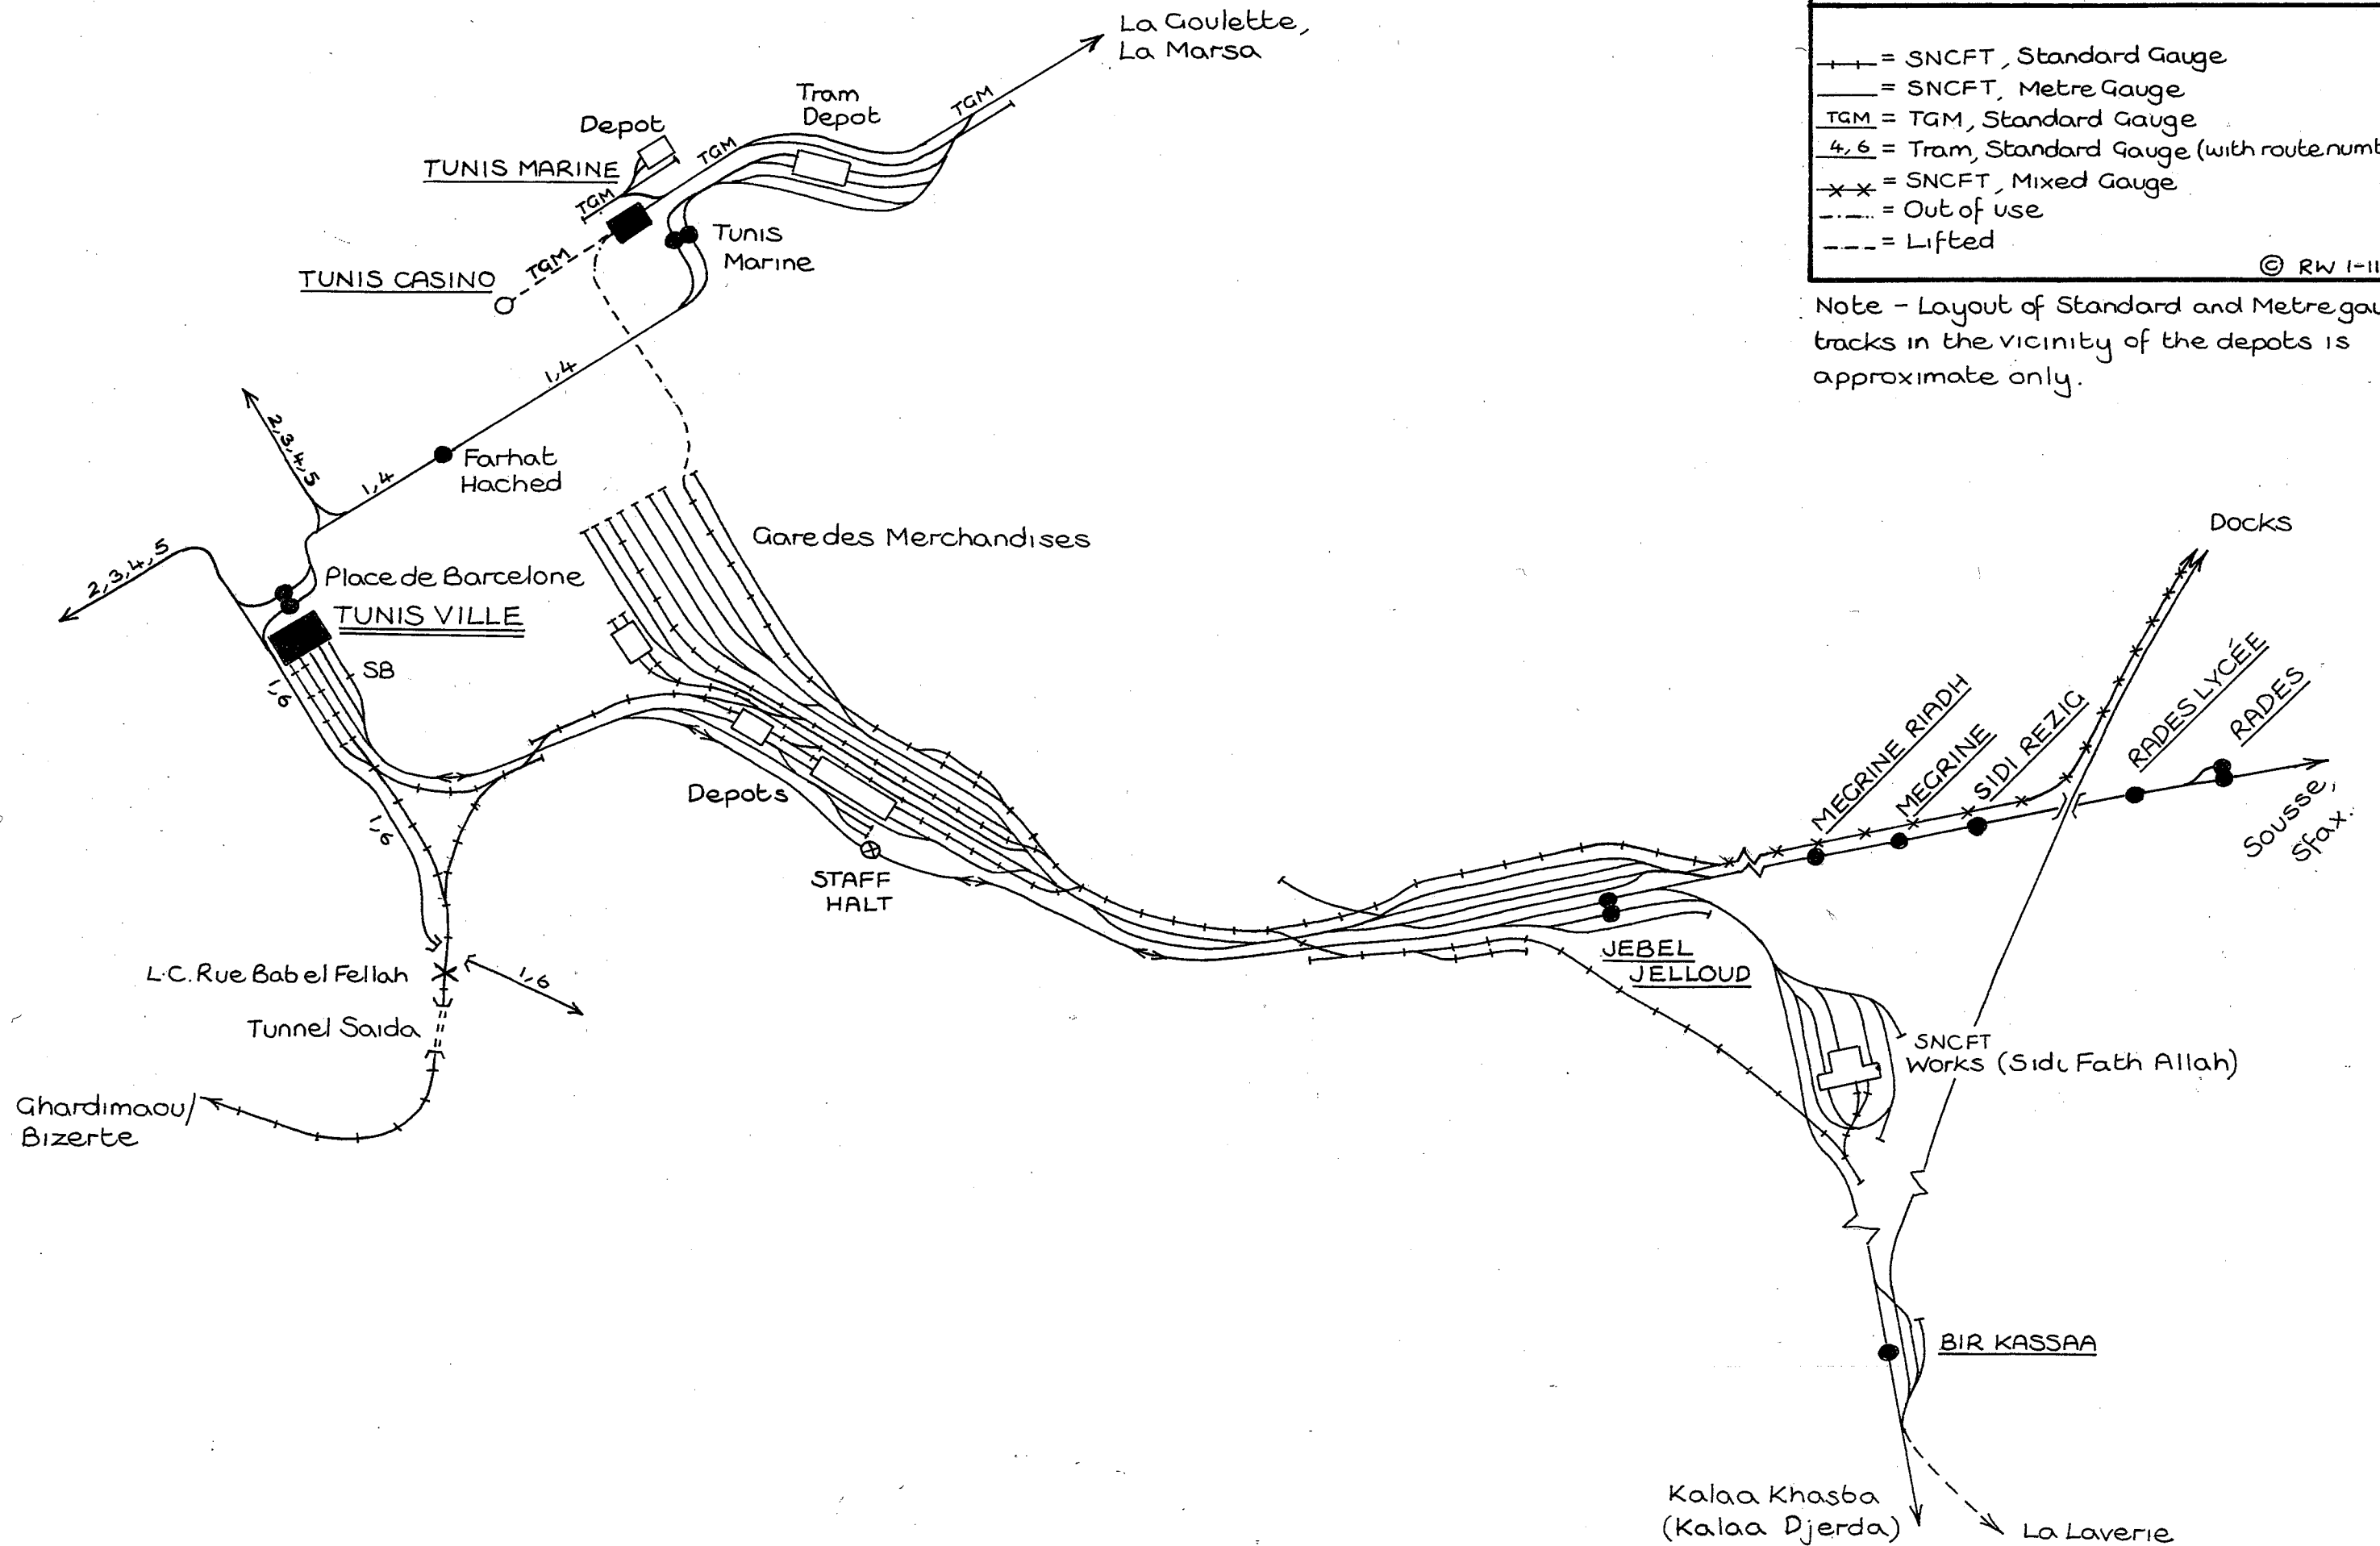 La Goulette,
La Marsa
TGM
Tram
Depot
Depot
TGM
TUNIS MARINE
TGM
Tunis
Marine
TGM
TUNIS CASINO
1,4
2,3,4,5
1,4
Farhat
Hached
2,3,4,5
Place de Barcelone
TUNIS VILLE
SB
1,6
1,6
Gare des Merchandises
Depots
STAFF
HALT
L.C. Rue Bab el Fellah
1,6
Tunnel Saida
Ghardimaou/
Bizerte
= SNCFT, Standard Gauge
= SNCFT, Metre Gauge
TGM = TGM, Standard Gauge
4,6 = Tram, Standard Gauge (with route numb
= SNCFT, Mixed Gauge
= Out of use
= Lifted
© RW 1-11
Note - Layout of Standard and Metre gau
tracks in the vicinity of the depots is
approximate only.
Docks
MEGRINE RIADH
MEGRINE
SIDI REZIG
RADES LYCÉE
RADES
Sousse,
Sfax.
JEBEL
JELLOUD
SNCFT
Works (Sidi Fath Allah)
BIR KASSAA
Kalaa Khasba
(Kalaa Djerda)
La Laverie